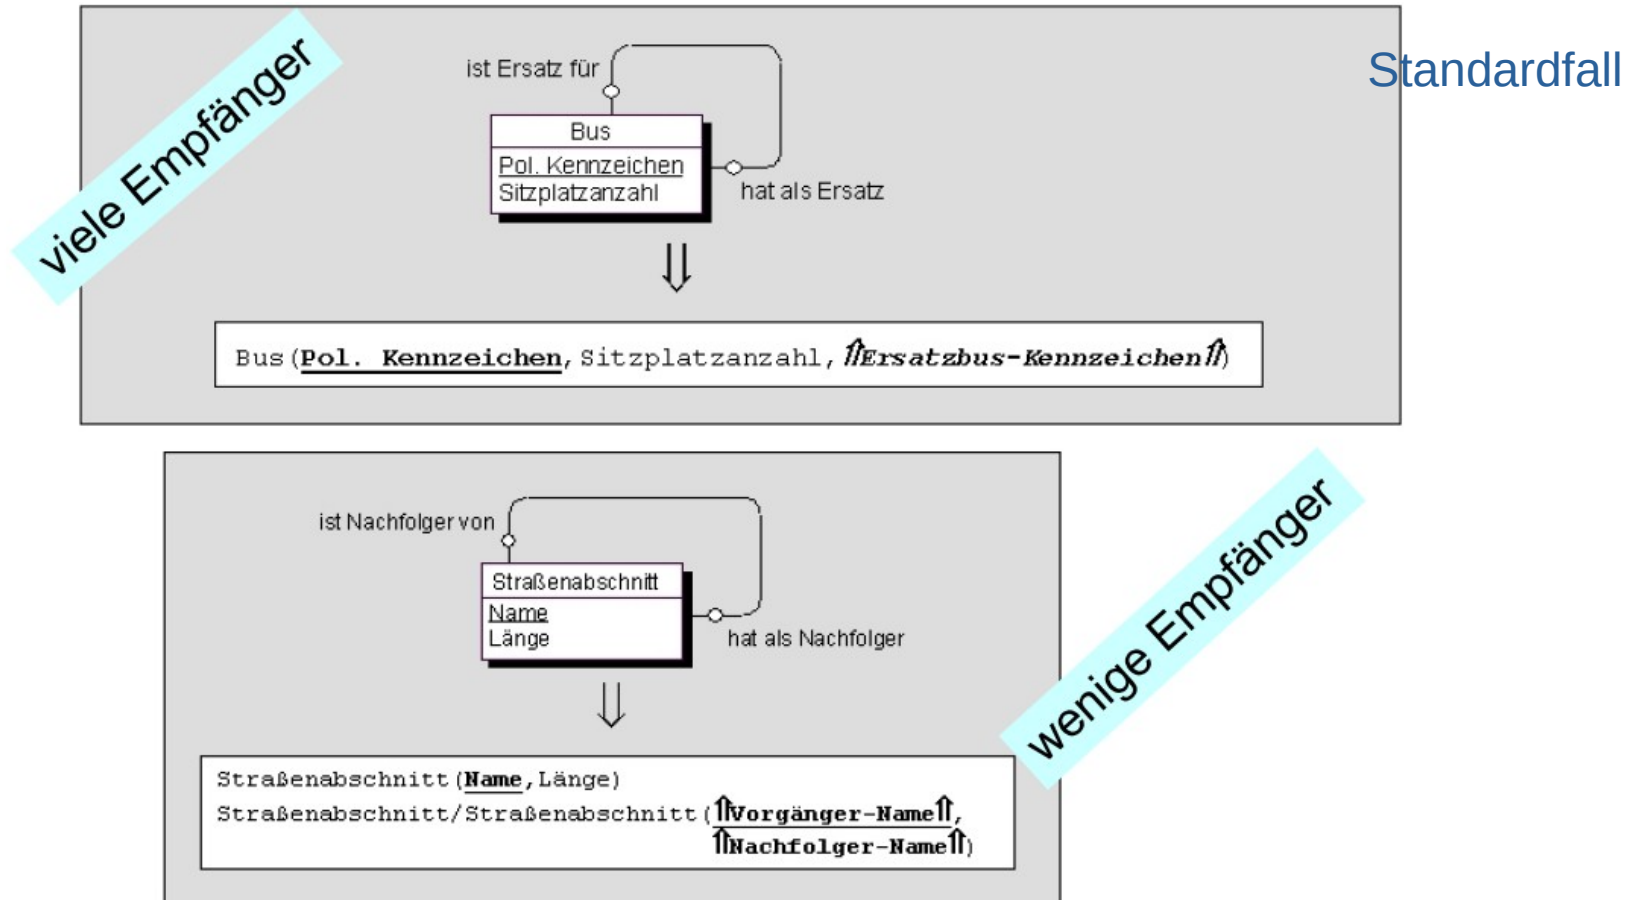 viele Empfänger
Standardfall
ist Ersatz für
Bus
Pol. Kennzeichen
Sitzplatzanzahl
hat als Ersatz
⇓
Bus(Pol. Kennzeichen,Sitzplatzanzahl,⇑Ersatzbus-Kennzeichen⇑)
wenige Empfänger
ist Nachfolger von
Straßenabschnitt
Name
Länge
hat als Nachfolger
⇓
Straßenabschnitt(Name,Länge)
Straßenabschnitt/Straßenabschnitt(⇑Vorgänger-Name⇑,
⇑Nachfolger-Name⇑)